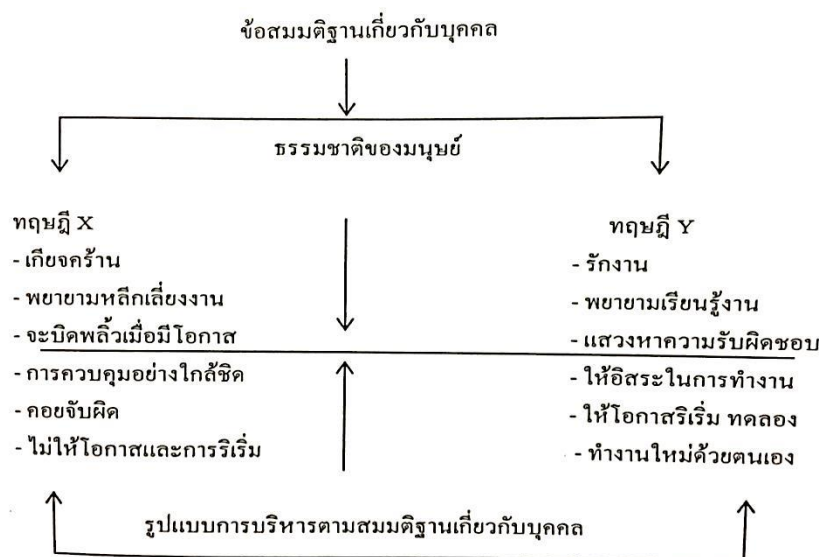 ข้อสมมติฐานเกี่ยวกับบุคคล
ธรรมชาติของมนุษย์
ทฤษฎี X
- เกียจคร้าน
- พยายามหลีกเลี่ยงงาน
- จะบิดพลิ้วเมื่อมีโอกาส
- การควบคุมอย่างใกล้ชิด
- คอยจับผิด
- ไม่ให้โอกาสและการริเริ่ม
ทฤษฎี Y
- รักงาน
- พยายามเรียนรู้งาน
- แสวงหาความรับผิดชอบ
- ให้อิสระในการทำงาน
- ให้โอกาสริเริ่ม ทดลอง
- ทำงานใหม่ด้วยตนเอง
รูปแบบการบริหารตามสมมติฐานเกี่ยวกับบุคคล